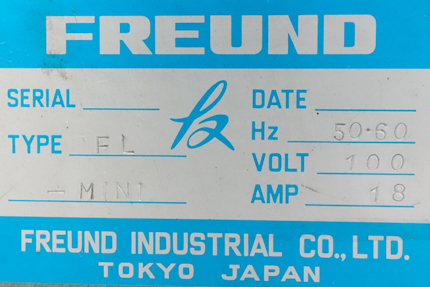 FREUND
SERIAL
TYPE FL
- MINI
DATE
Hz 50·60
VOLT 100
AMP 18
FREUND INDUSTRIAL CO., LTD.
TOKYO JAPAN